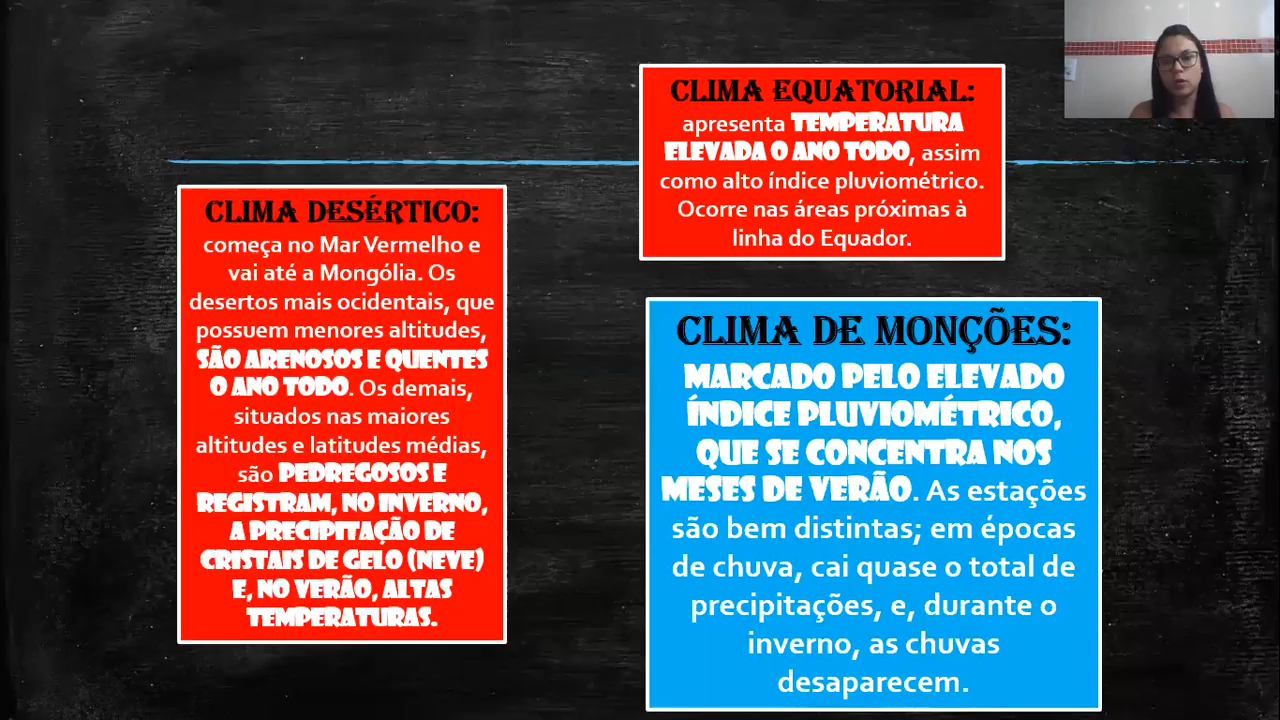 CLIMA DESÉRTICO:
começa no Mar Vermelho e
vai até a Mongólia. Os
desertos mais ocidentais, que
possuem menores altitudes,
SÃO ARENOSOS E QUENTES
O ANO TODO. Os demais,
situados nas maiores
altitudes e latitudes médias,
são PEDREGOSOS E
REGISTRAM, NO INVERNO,
A PRECIPITAÇÃO DE
CRISTAIS DE GELO (NEVE)
E, NO VERÃO, ALTAS
TEMPERATURAS.
CLIMA EQUATORIAL:
apresenta TEMPERATURA
ELEVADA O ANO TODO, assim
como alto índice pluviométrico.
Ocorre nas áreas próximas à
linha do Equador.
CLIMA DE MONÇÕES:
MARCADO PELO ELEVADO
ÍNDICE PLUVIOMÉTRICO,
QUE SE CONCENTRA NOS
MESES DE VERÃO. As estações
são bem distintas; em épocas
de chuva, cai quase o total de
precipitações, e, durante o
inverno, as chuvas
desaparecem.